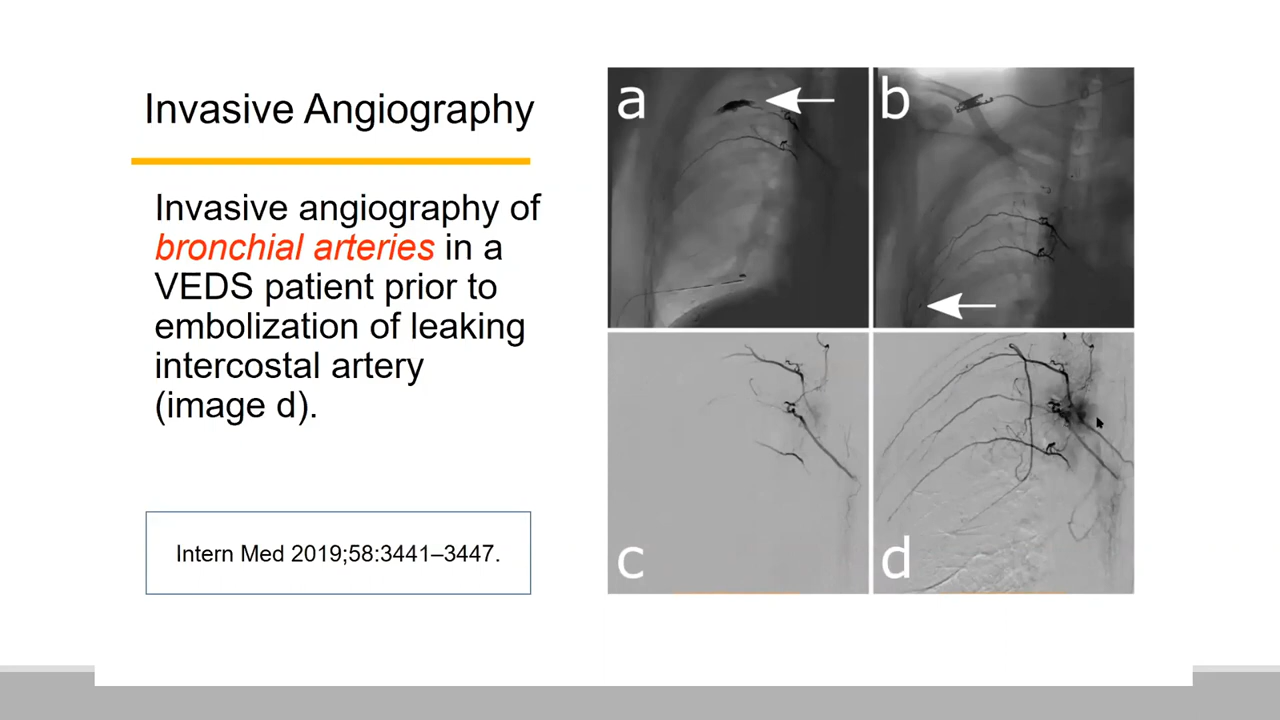 Invasive Angiography
Invasive angiography of
bronchial arteries in a
VEDS patient prior to
embolization of leaking
intercostal artery
(image d).
Intern Med 2019;58:3441–3447.
a
b
c
d